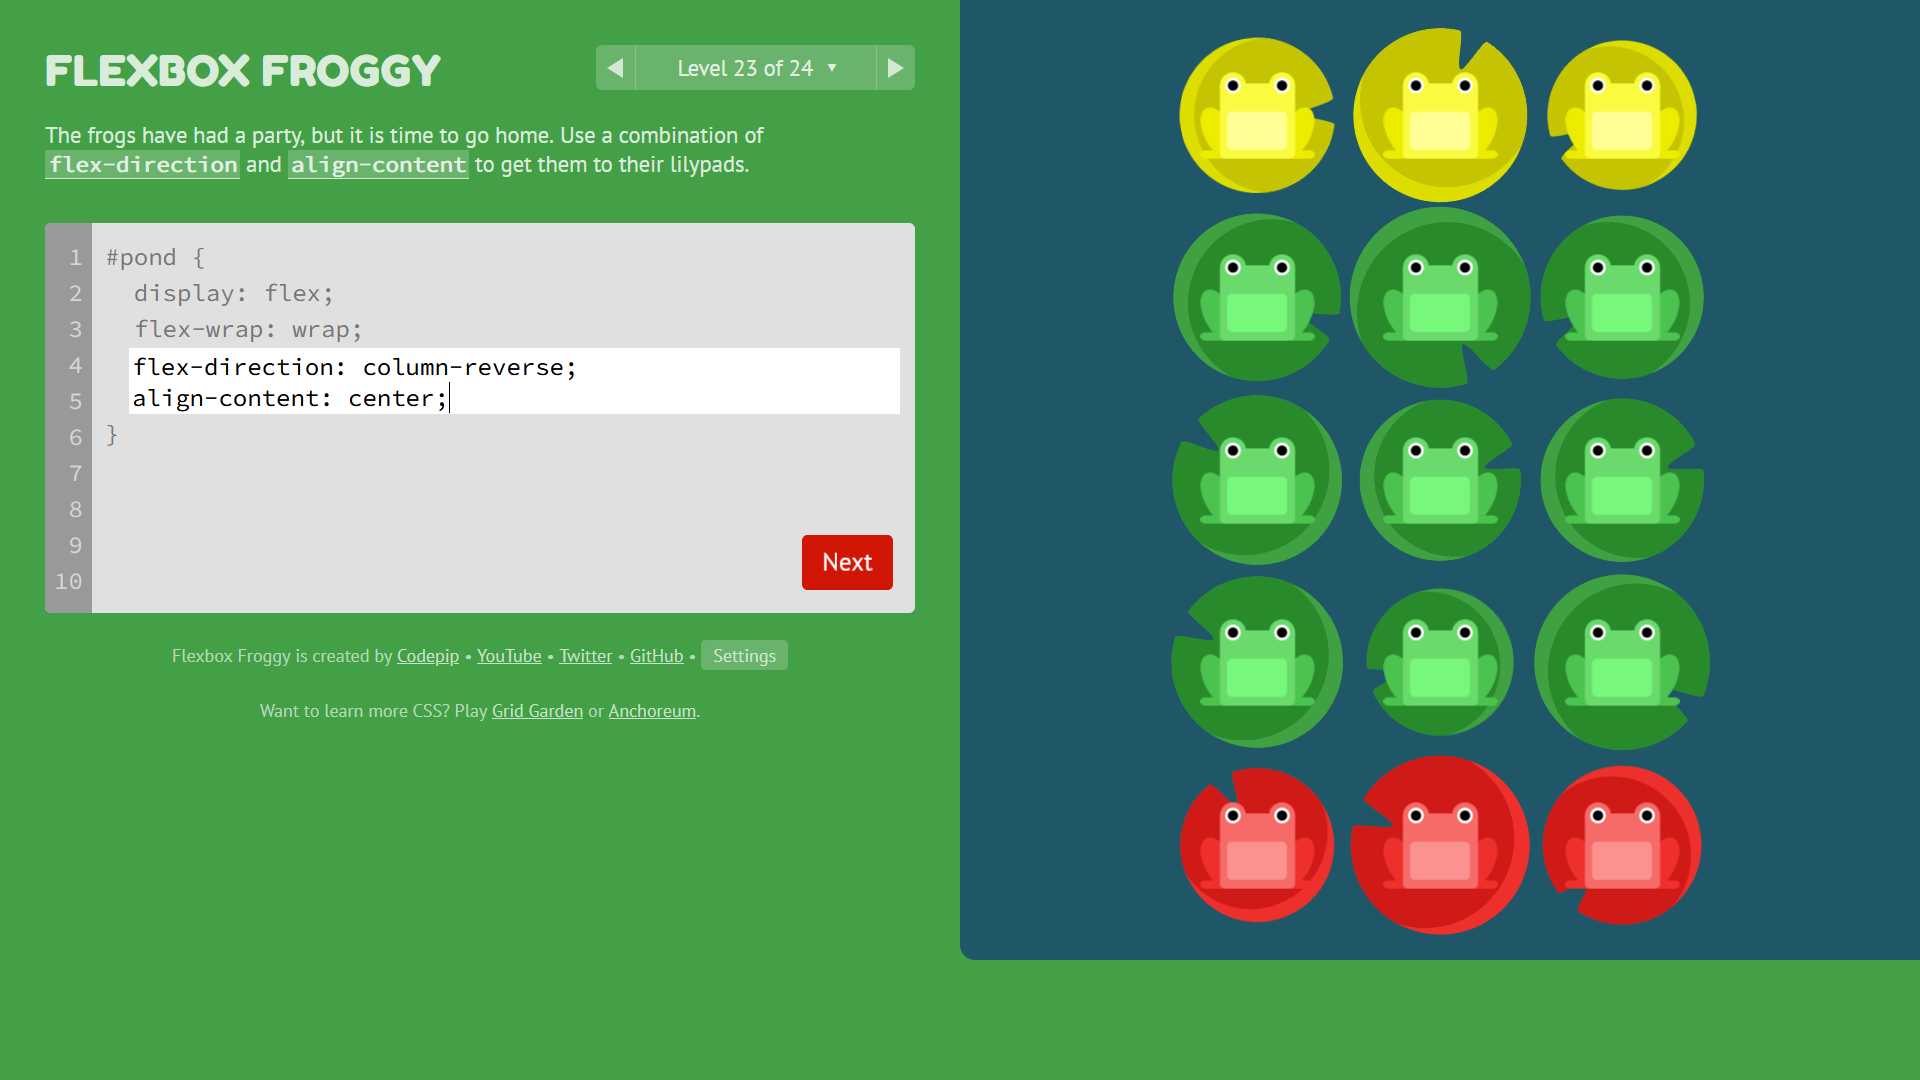 FLEXBOX FROGGY
Level 23 of 24 ▼
The frogs have had a party, but it is time to go home. Use a combination of
flex-direction and align-content to get them to their lilypads.
1 #pond {
2 display: flex;
3 flex-wrap: wrap;
4 flex-direction: column-reverse;
5 align-content: center;
6 }
7
8
9
10
Next
Flexbox Froggy is created by Codepip • YouTube • Twitter • GitHub • Settings
Want to learn more CSS? Play Grid Garden or Anchoreum.